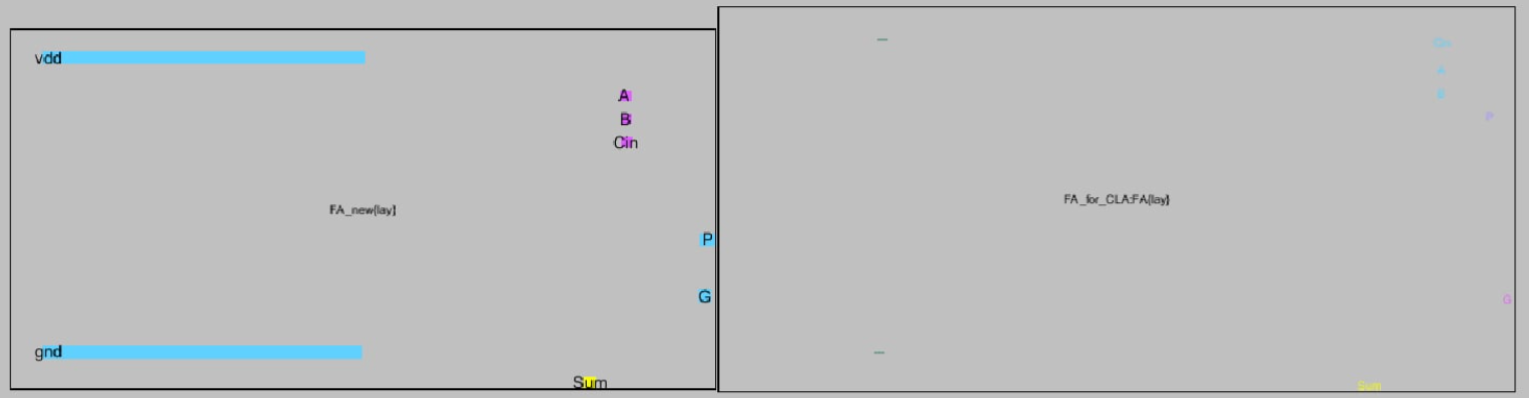 vdd
A
B
Cin
FA_new{lay}
P
G
gnd
Sum
Cin
A
B
P
FA_for_CLA:FA{lay}
G
Sum